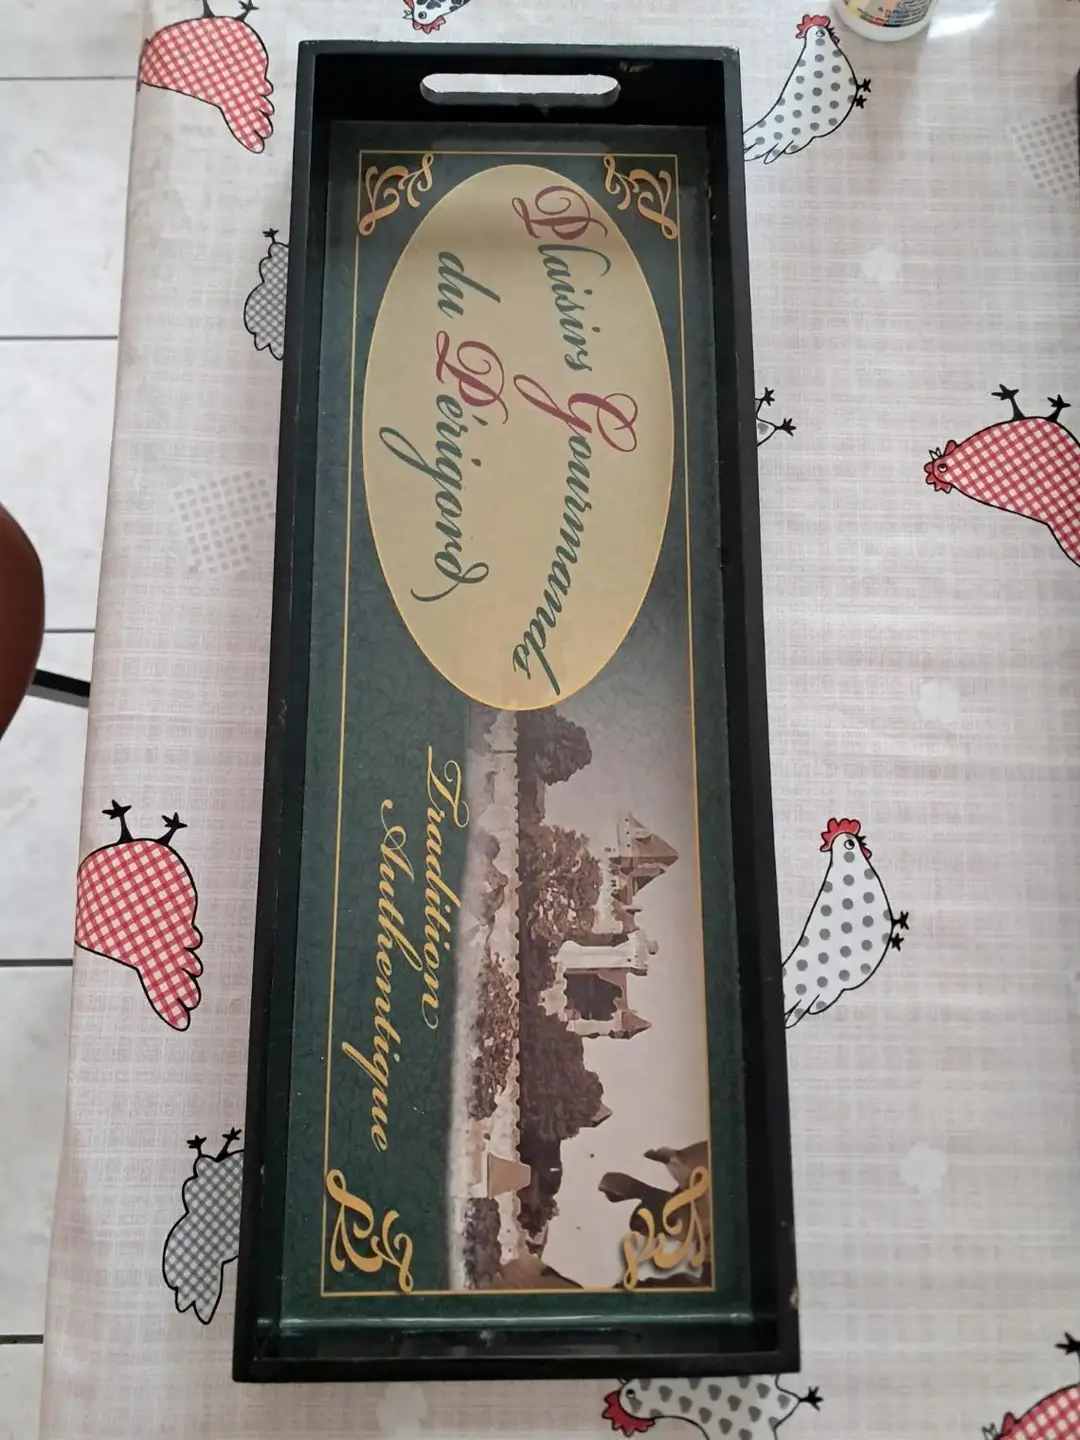 Plaisirs Gourmands
du Périgord
Tradition
Authentique